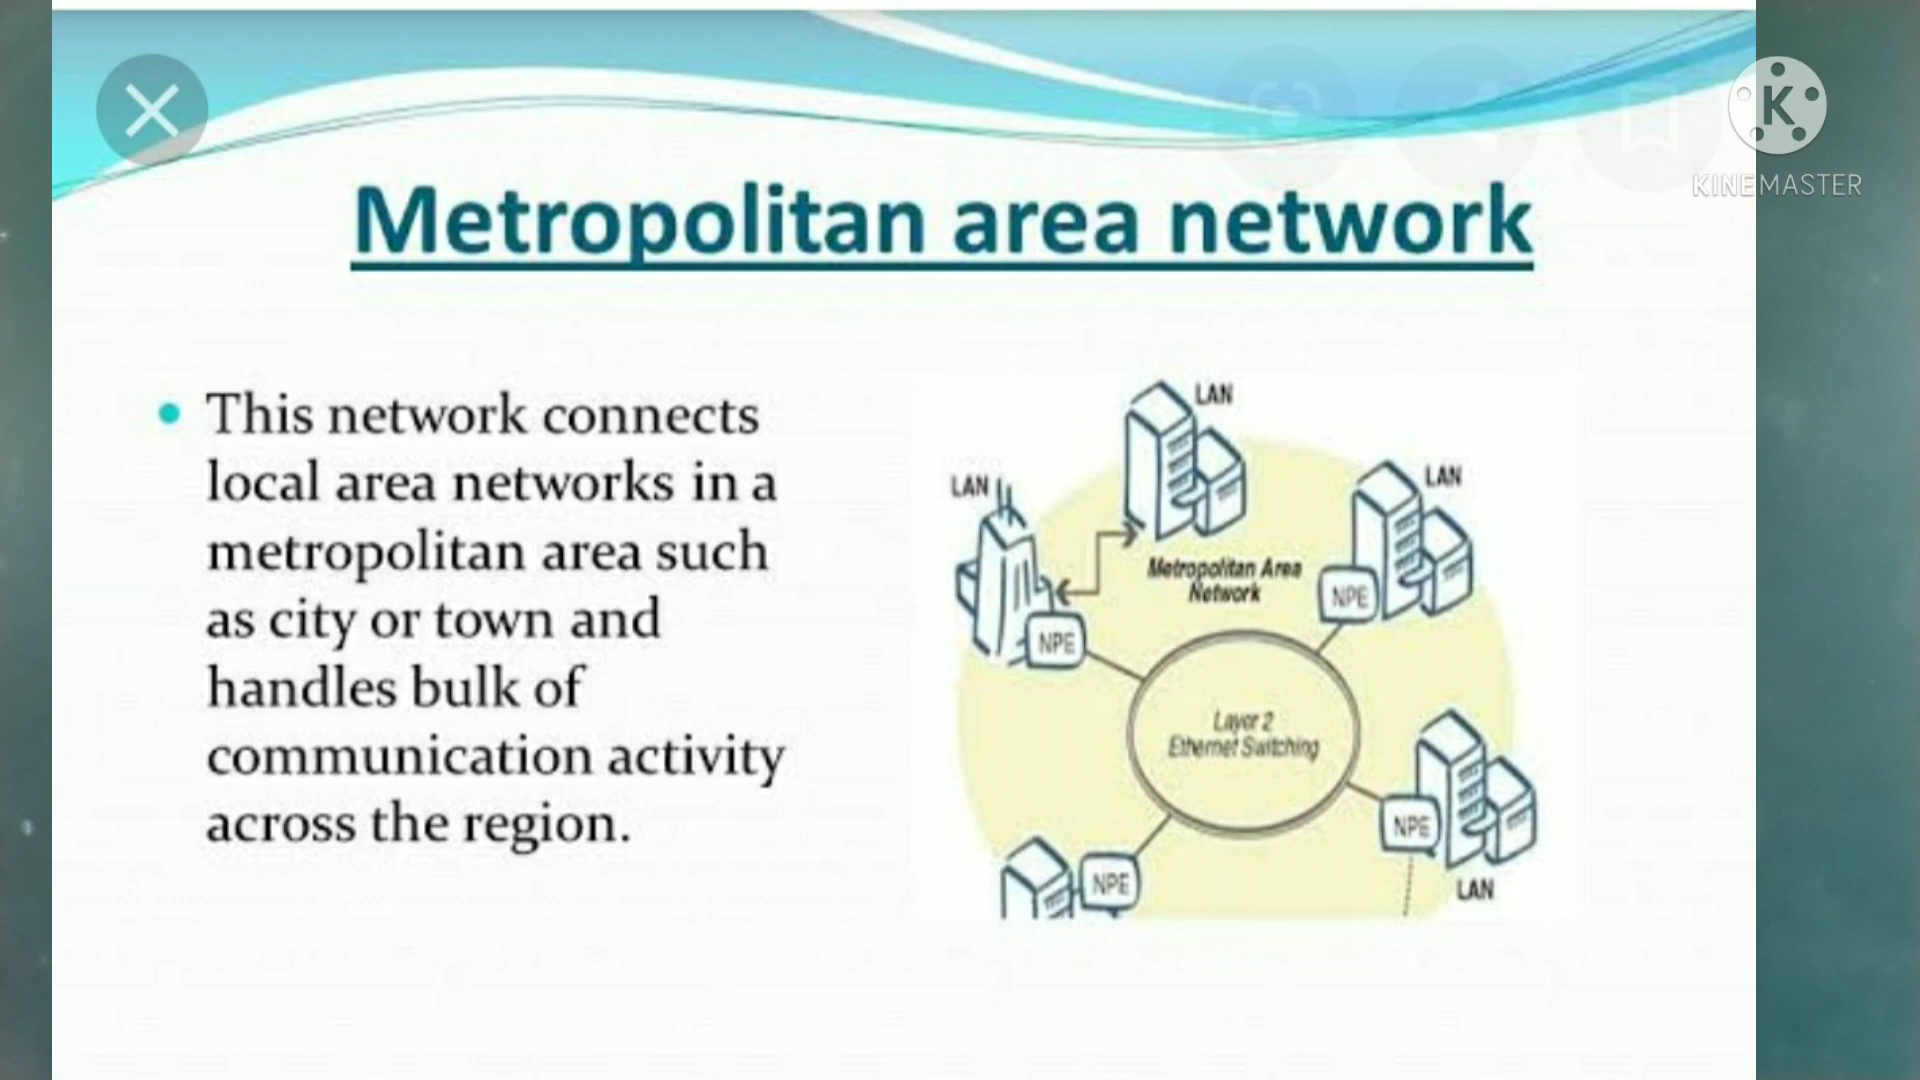 K
KINEMASTER
Metropolitan area network
This network connects
local area networks in a
metropolitan area such
as city or town and
handles bulk of
communication activity
across the region.
LAN
LAN
LAN
Metropolitan Area
Network
NPE
NPE
Layer 2
Ethernet Switching
NPE
NPE
LAN